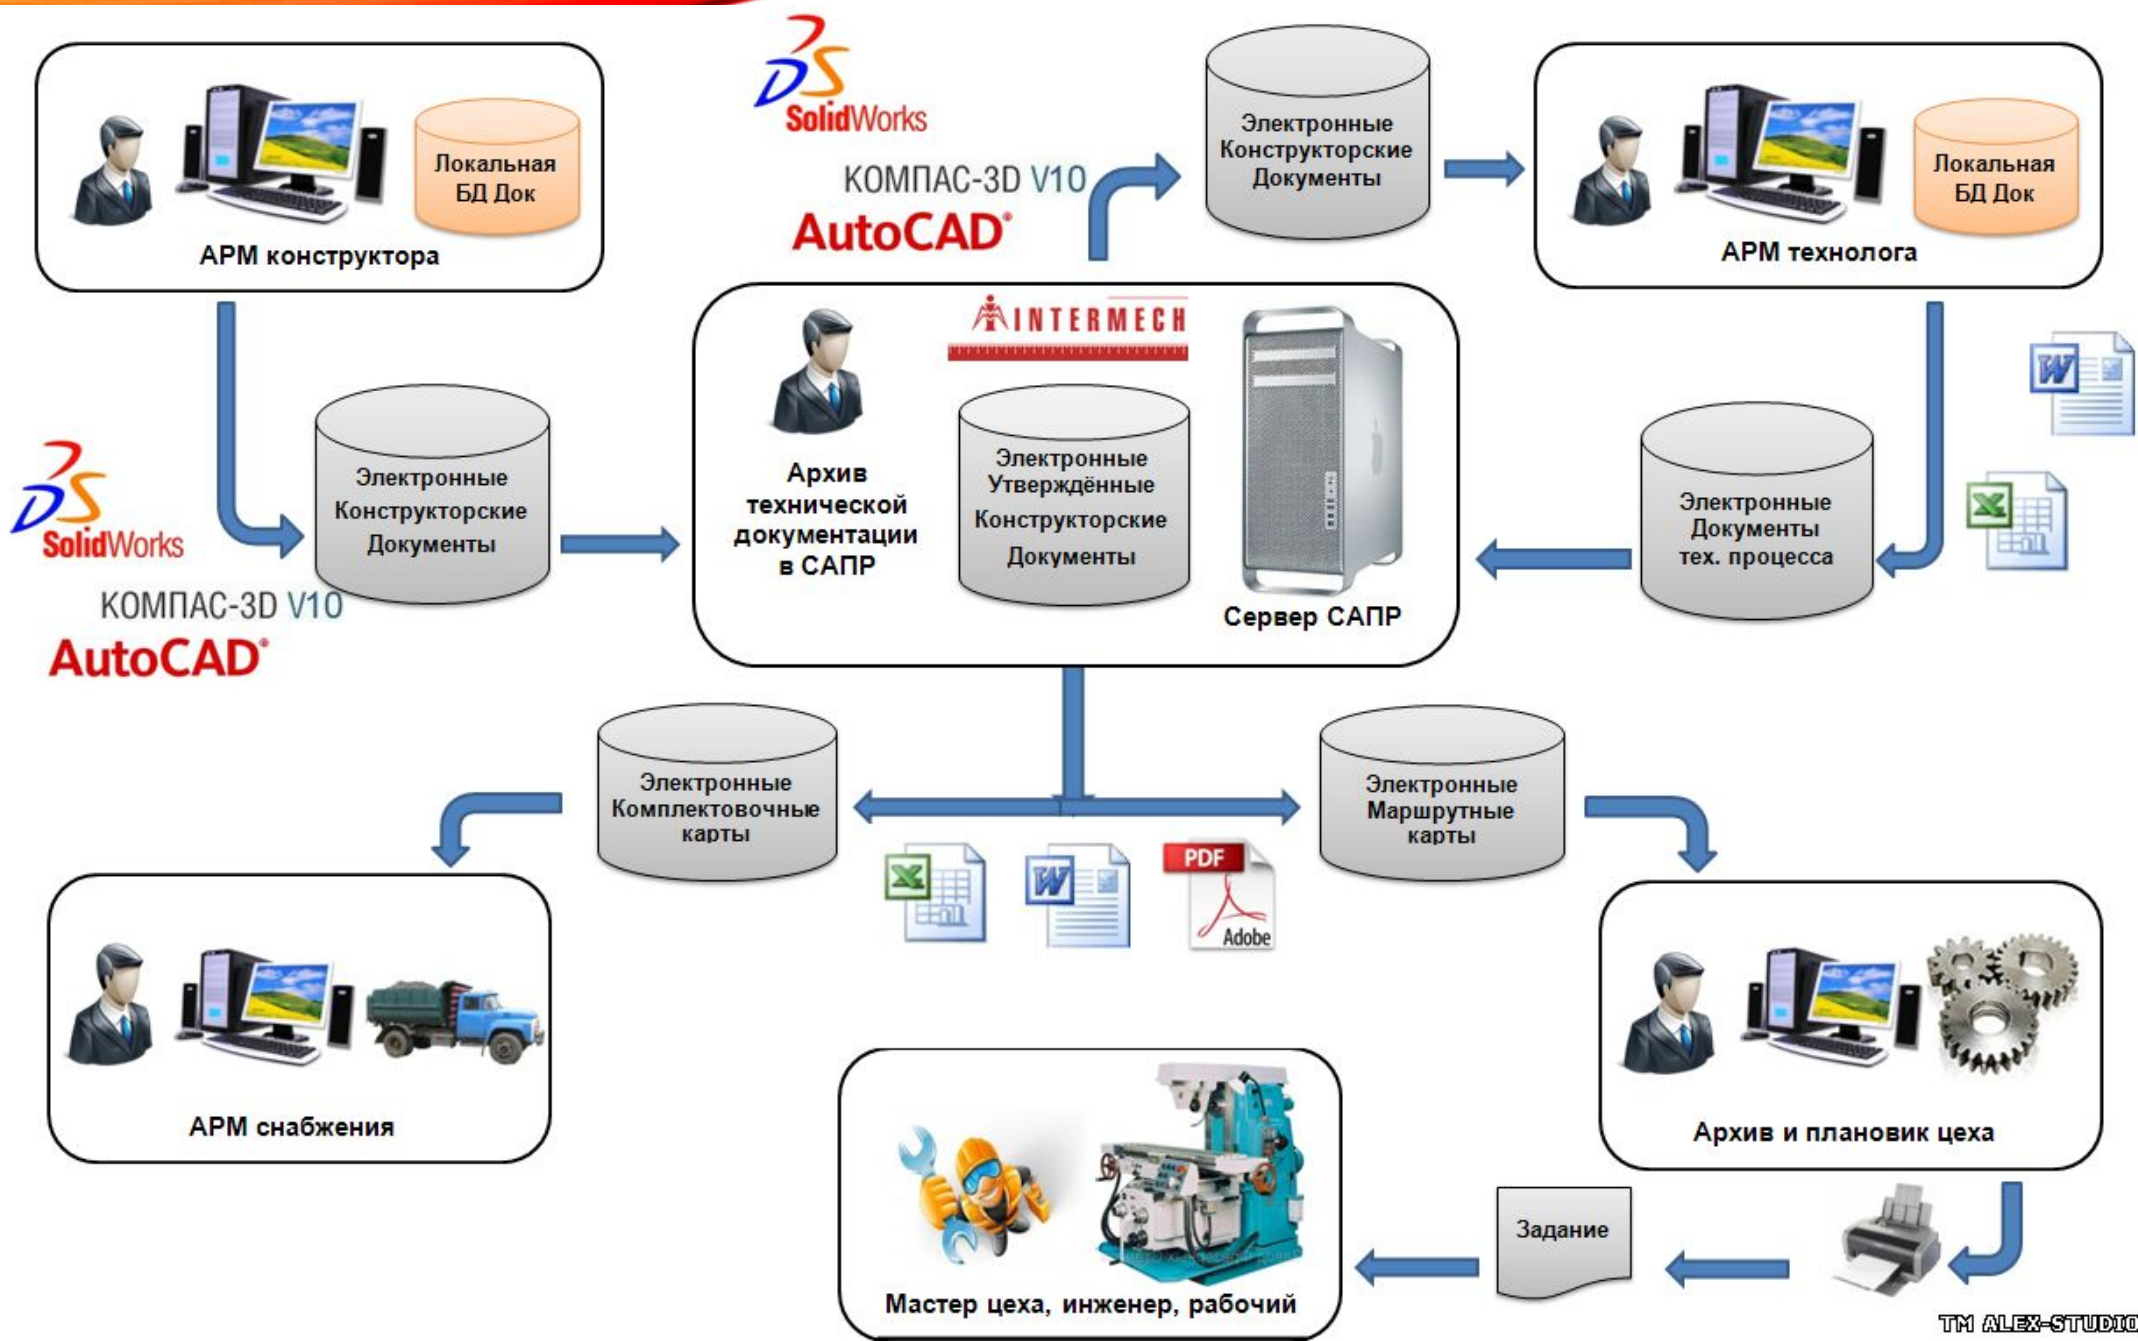 DS
SolidWorks
КОМПАС-3D V10
AutoCAD®
Локальная
БД Док
АРМ конструктора
Электронные
Конструкторские
Документы
Локальная
БД Док
АРМ технолога
DS
SolidWorks
КОМПАС-3D V10
AutoCAD®
Электронные
Конструкторские
Документы
INTERMECH
Архив
технической
документации
в САПР
Электронные
Утверждённые
Конструкторские
Документы
Сервер САПР
Электронные
Документы
тех. процесса
W
X
Электронные
Комплектовочные
карты
X
W
PDF
Adobe
Электронные
Маршрутные
карты
АРМ снабжения
Архив и плановик цеха
Мастер цеха, инженер, рабочий
Задание
TM ALEX-STUDIO